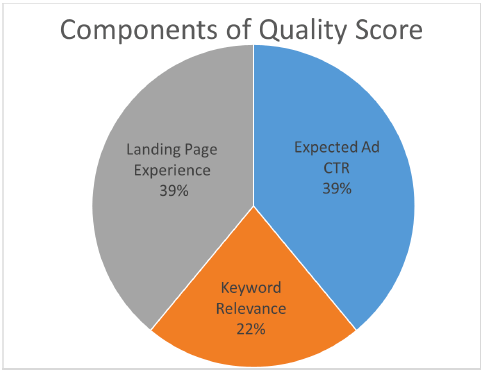 Components of Quality Score
Landing Page
Experience
39%
Expected Ad
CTR
39%
Keyword
Relevance
22%